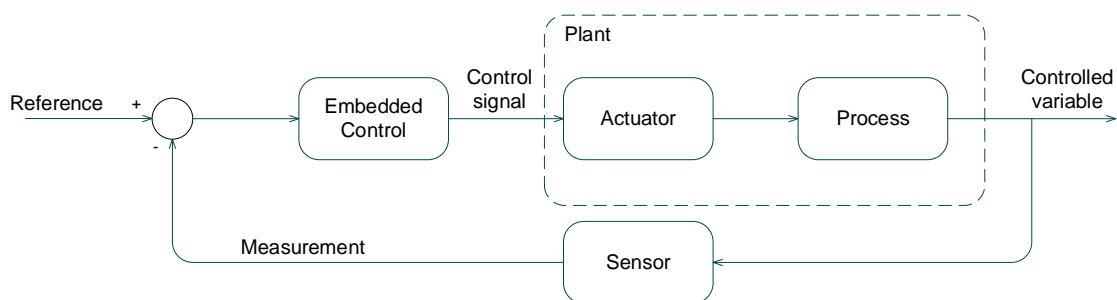 Plant
Reference
+
-
Embedded
Control
Control
signal
Actuator
Process
Controlled
variable
Measurement
Sensor